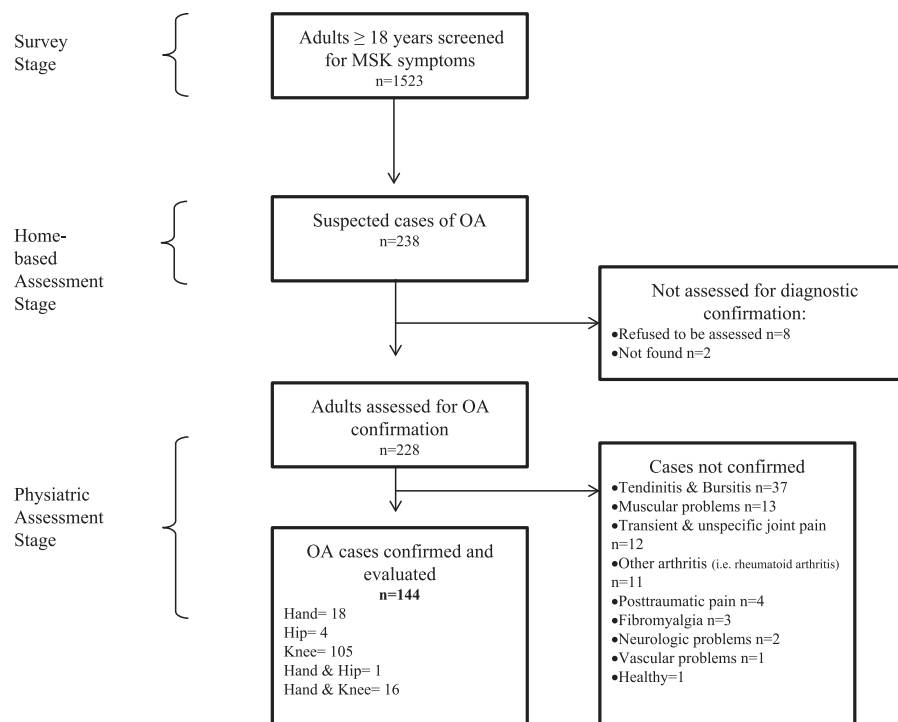 Survey
Stage
Adults ≥ 18 years screened
for MSK symptoms
n=1523
Home-
based
Assessment
Stage
Suspected cases of OA
n=238
Not assessed for diagnostic
confirmation:
•Refused to be assessed n=8
•Not found n=2
Adults assessed for OA
confirmation
n=228
Physiatric
Assessment
Stage
Cases not confirmed
•Tendinitis & Bursitis n=37
•Muscular problems n=13
•Transient & unspecific joint pain
n=12
•Other arthritis (i.e. rheumatoid arthritis)
n=11
•Posttraumatic pain n=4
•Fibromyalgia n=3
•Neurologic problems n=2
•Vascular problems n=1
•Healthy=1
OA cases confirmed and
evaluated
n=144
Hand= 18
Hip= 4
Knee= 105
Hand & Hip= 1
Hand & Knee= 16